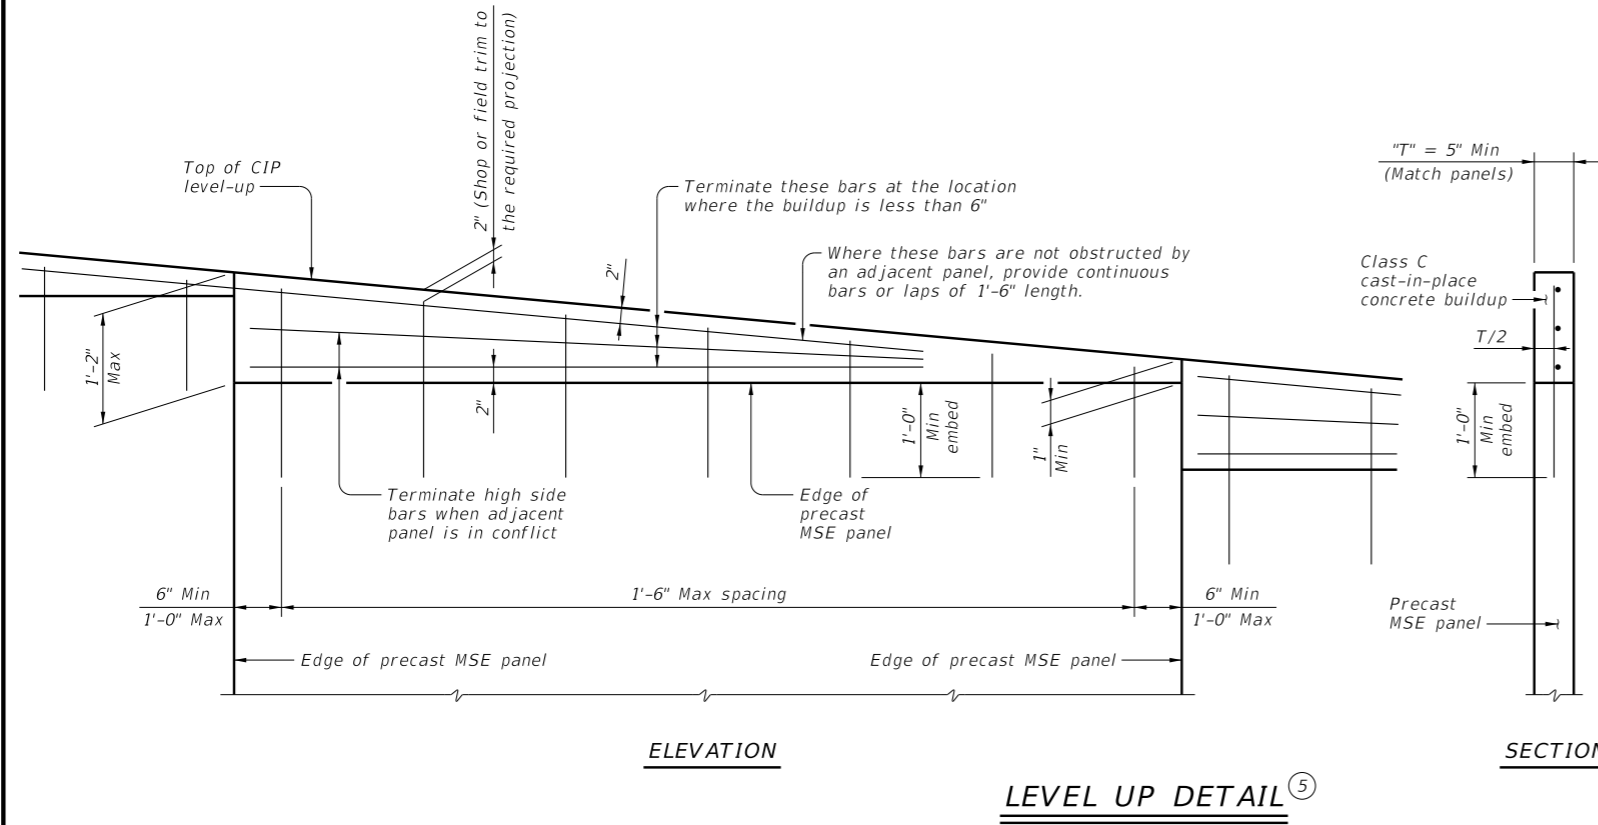 2" (Shop or field trim to
the required projection)
Top of CIP
level-up
Terminate these bars at the location
where the buildup is less than 6"
2"
Where these bars are not obstructed by
an adjacent panel, provide continuous
bars or laps of 1'-6" length.
"T" = 5" Min
(Match panels)
Class C
cast-in-place
concrete buildup
T/2
1'-2"
Max
2"
1'-0"
Min
embed
1"
Min
1'-0"
Min
embed
Terminate high side
bars when adjacent
panel is in conflict
Edge of
precast
MSE panel
6" Min
1'-0" Max
1'-6" Max spacing
6" Min
1'-0" Max
Precast
MSE panel
Edge of precast MSE panel
Edge of precast MSE panel
ELEVATION
SECTION
LEVEL UP DETAIL 5